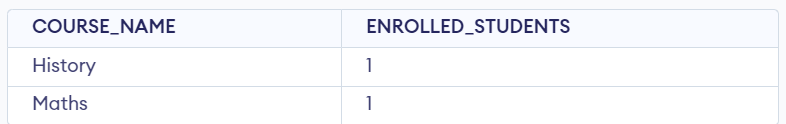 COURSE_NAME ENROLLED_STUDENTS
History 1
Maths 1